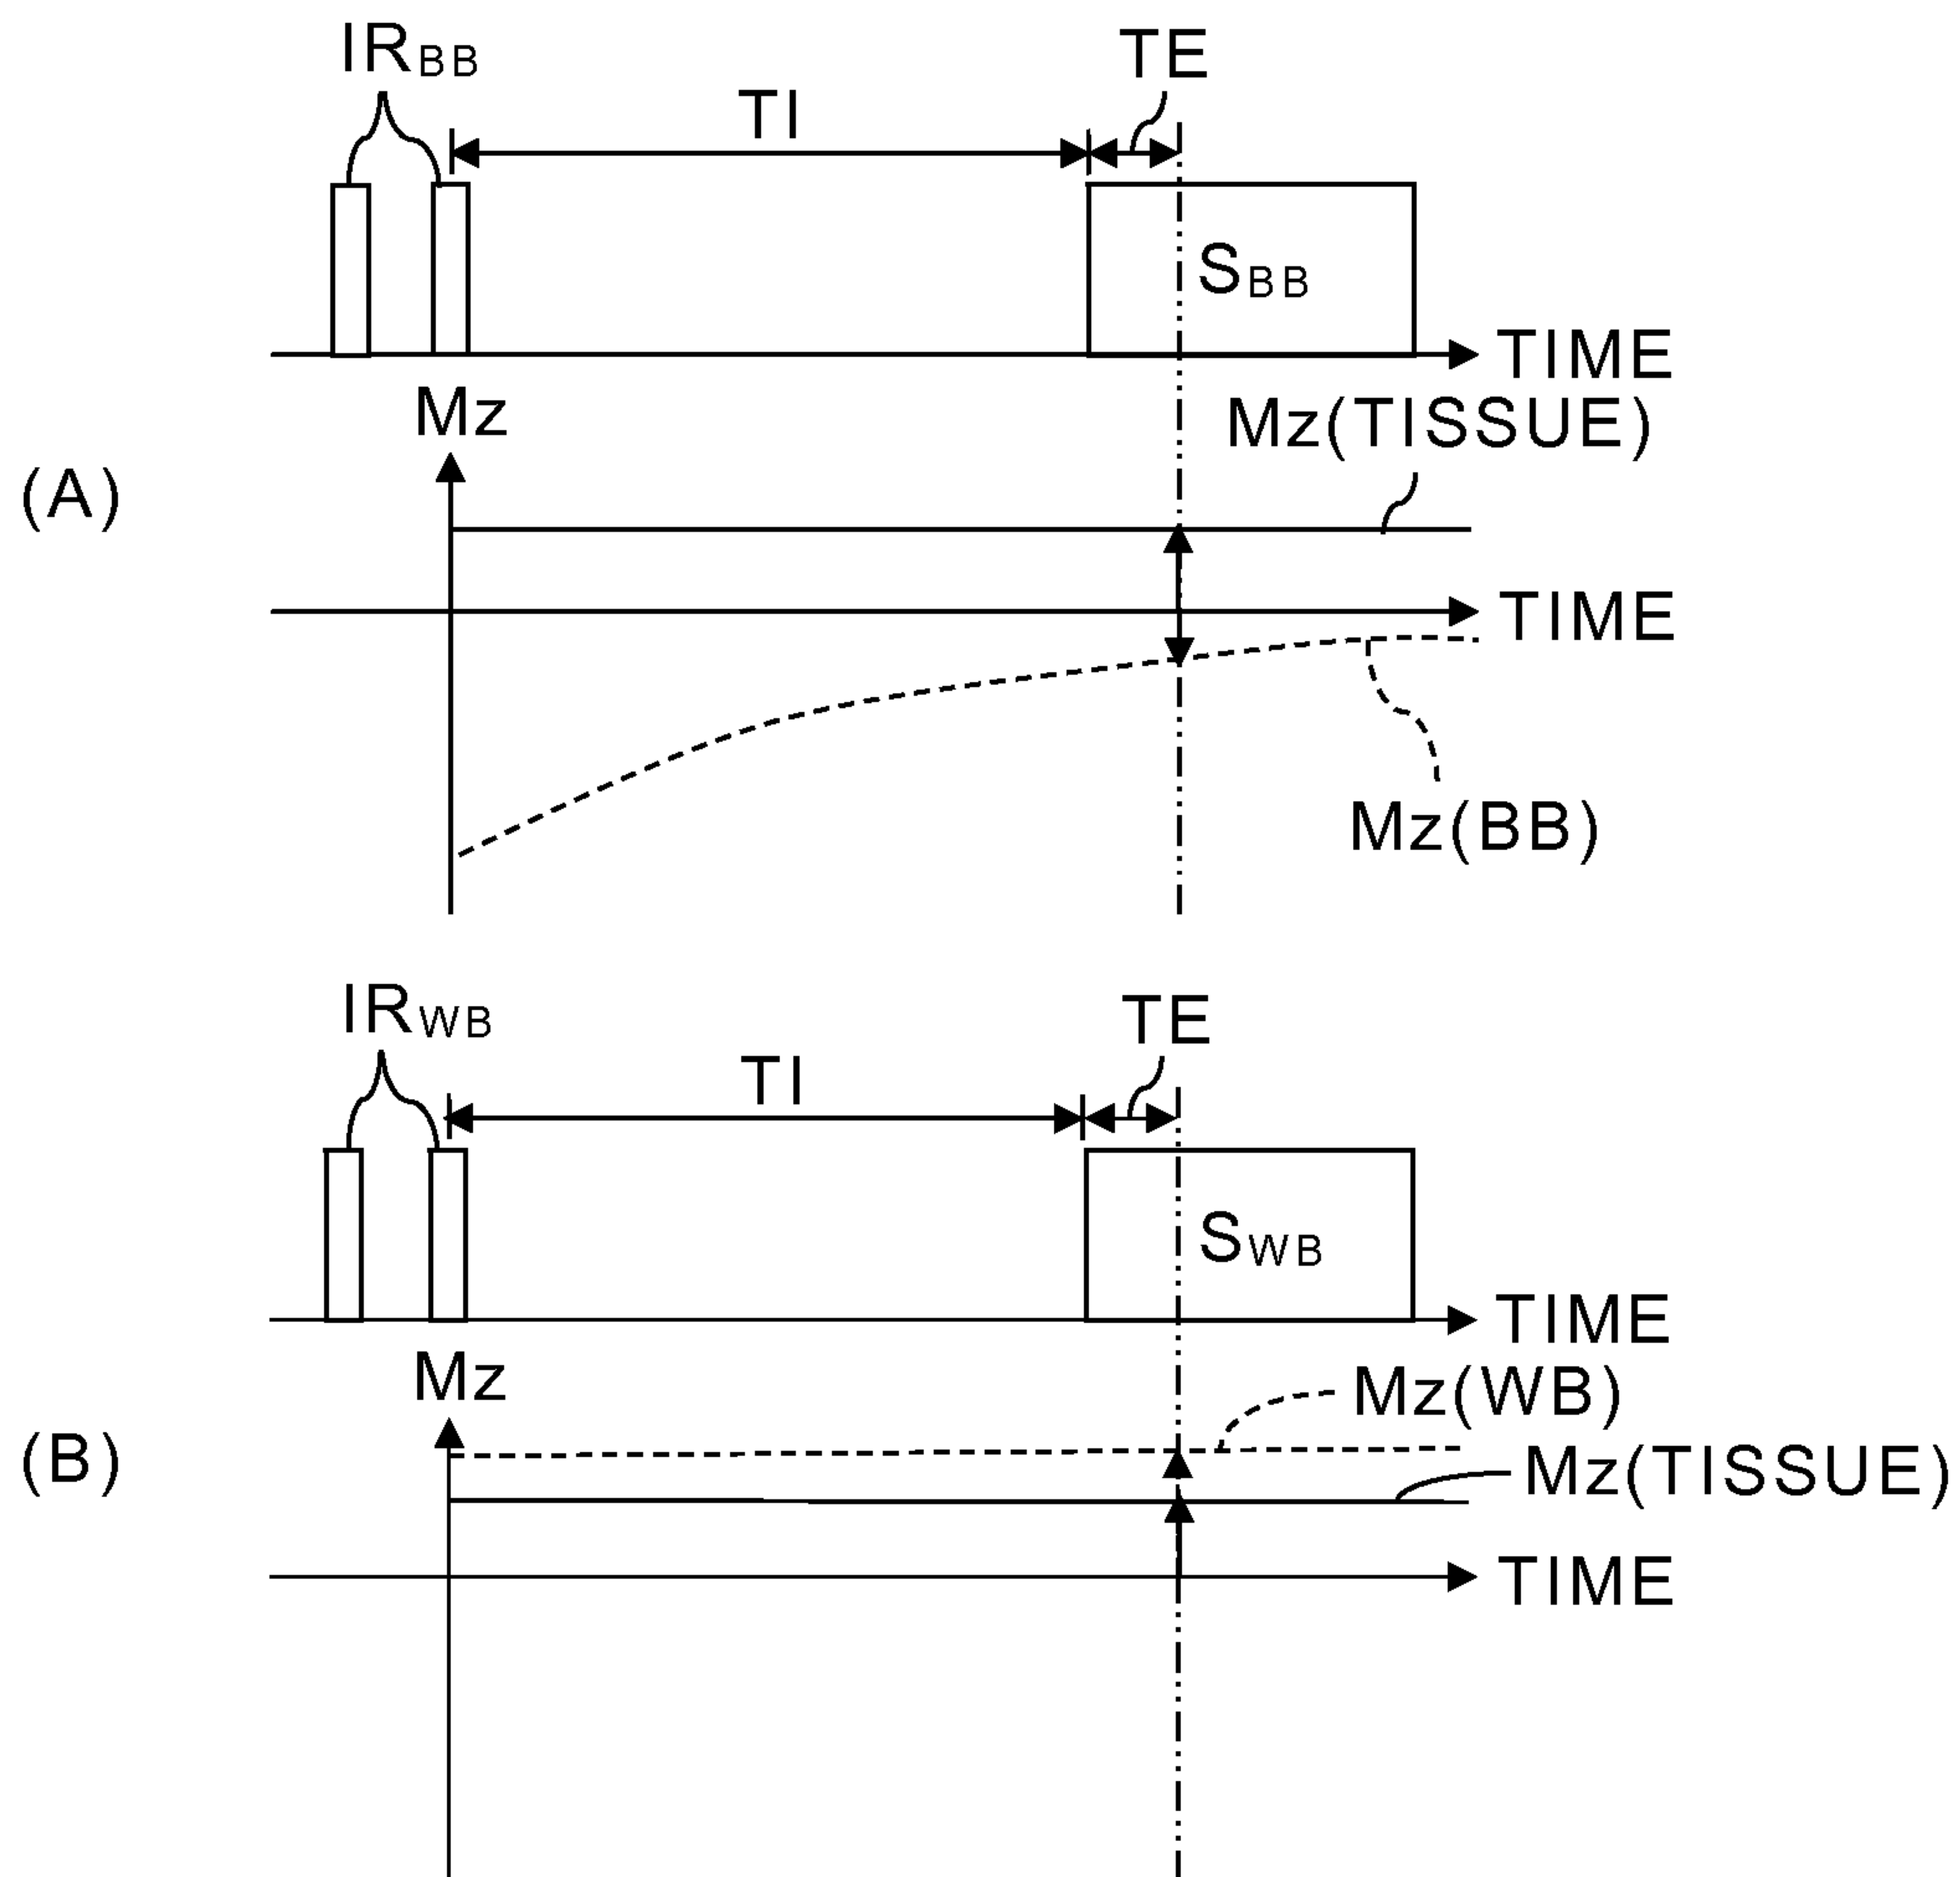 IRBB
TE
TI
SBB
TIME
Mz
Mz(TISSUE)
(A)
TIME
Mz(BB)
IRWB
TE
TI
SWB
TIME
Mz
Mz(WB)
(B)
Mz(TISSUE)
TIME